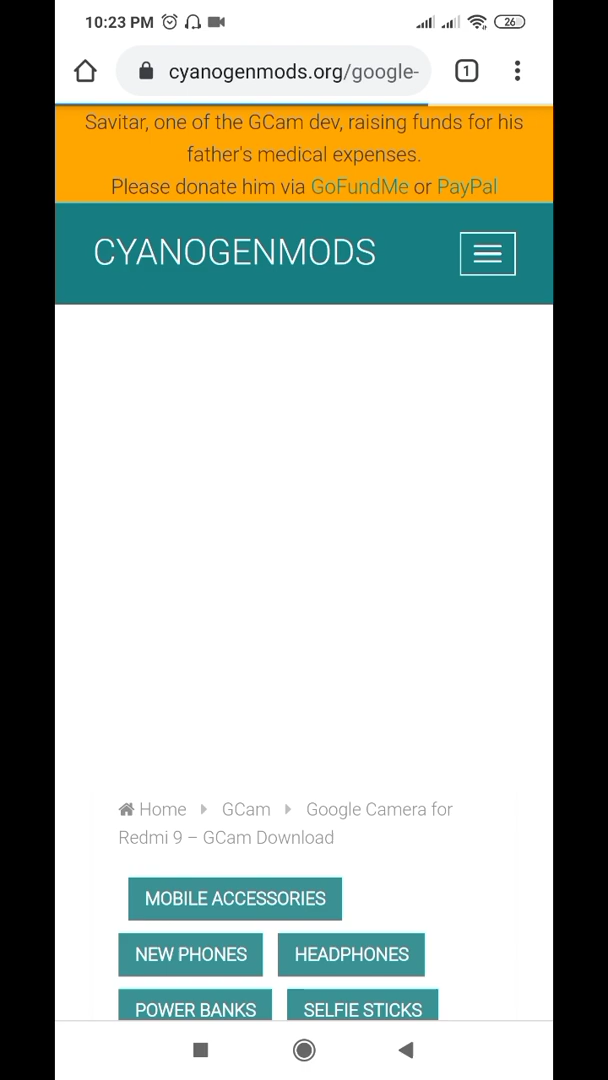 10:23 PM 26
cyanogenmods.org/google- 1
Savitar, one of the GCam dev, raising funds for his
father's medical expenses.
Please donate him via GoFundMe or PayPal
CYANOGENMODS
Home GCam Google Camera for
Redmi 9 – GCam Download
MOBILE ACCESSORIES
NEW PHONES HEADPHONES
POWER BANKS SELFIE STICKS